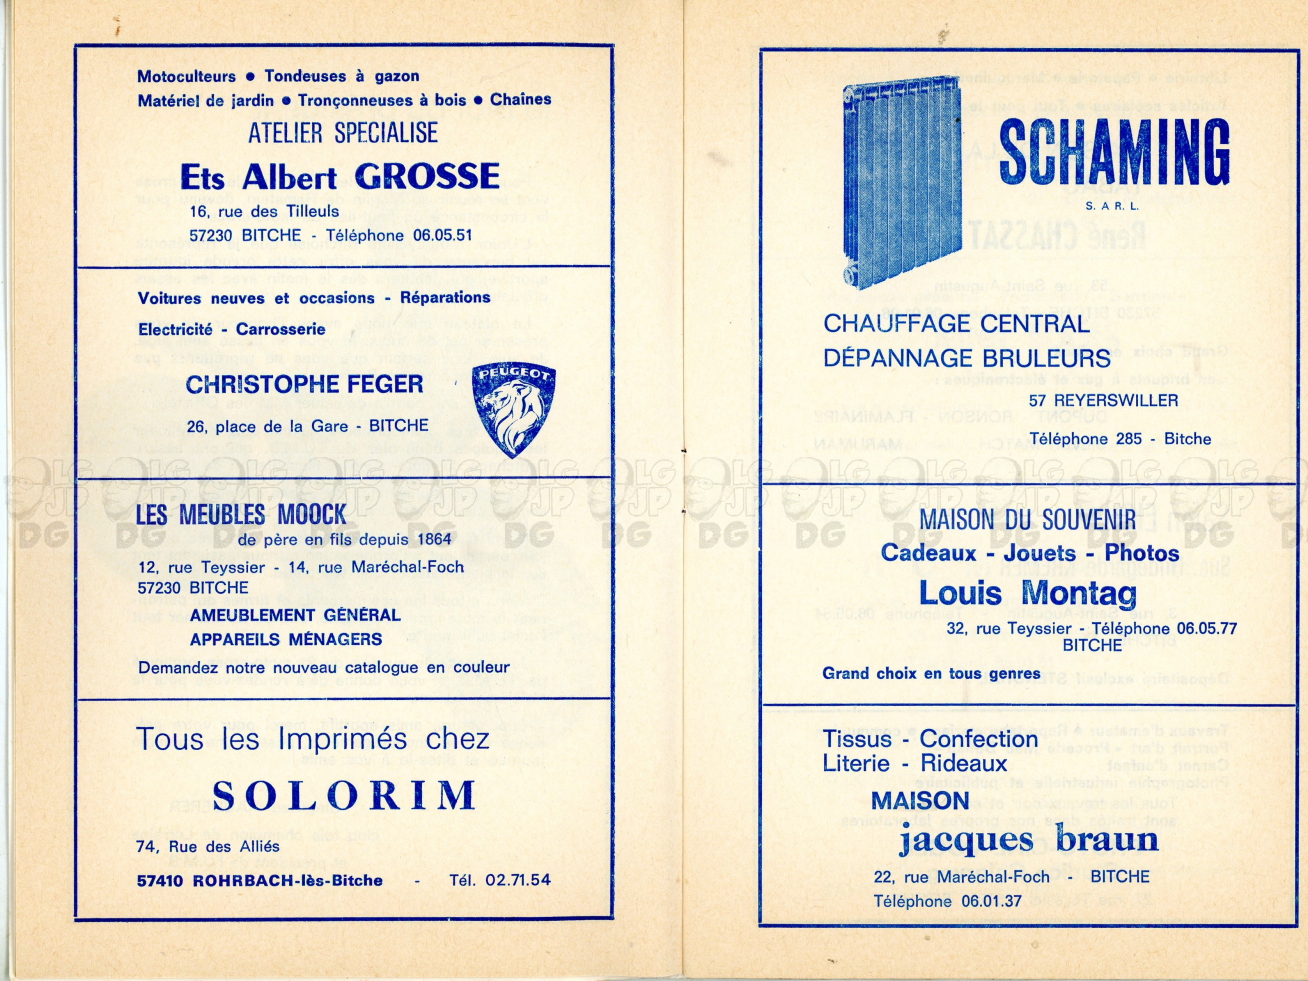 Motoculteurs ● Tondeuses à gazon
Matériel de jardin ● Tronçonneuses à bois ● Chaînes
ATELIER SPECIALISE
Ets Albert GROSSE
16, rue des Tilleuls
57230 BITCHE - Téléphone 06.05.51
Voitures neuves et occasions - Réparations
Electricité - Carrosserie
CHRISTOPHE FEGER
PEUGEOT
26, place de la Gare - BITCHE
LES MEUBLES MOOCK
de père en fils depuis 1864
12, rue Teyssier - 14, rue Maréchal-Foch
57230 BITCHE
AMEUBLEMENT GÉNÉRAL
APPAREILS MÉNAGERS
Demandez notre nouveau catalogue en couleur
Tous les Imprimés chez
SOLORIM
74, Rue des Alliés
57410 ROHRBACH-lès-Bitche - Tél. 02.71.54
SCHAMING
S. A R. L.
CHAUFFAGE CENTRAL
DÉPANNAGE BRULEURS
57 REYERSWILLER
Téléphone 285 - Bitche
MAISON DU SOUVENIR
Cadeaux - Jouets - Photos
Louis Montag
32, rue Teyssier - Téléphone 06.05.77
BITCHE
Grand choix en tous genres
Tissus - Confection
Literie - Rideaux
MAISON
jacques braun
22, rue Maréchal-Foch - BITCHE
Téléphone 06.01.37